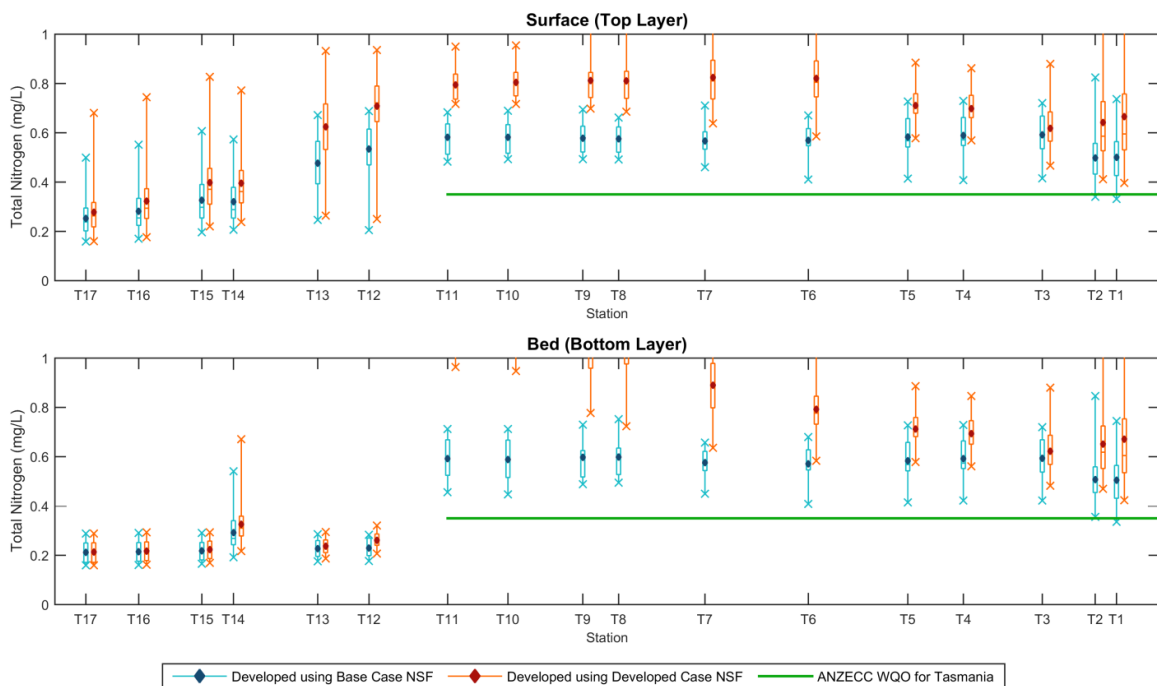 Surface (Top Layer)
1
0.8
0.6
0.4
0.2
0
Total Nitrogen (mg/L)
T17 T16 T15 T14 T13 T12 T11 T10 T9 T8 T7 T6 T5 T4 T3 T2 T1
Station
Bed (Bottom Layer)
1
0.8
0.6
0.4
0.2
0
Total Nitrogen (mg/L)
T17 T16 T15 T14 T13 T12 T11 T10 T9 T8 T7 T6 T5 T4 T3 T2 T1
Station
Developed using Base Case NSF Developed using Developed Case NSF ANZECC WQO for Tasmania